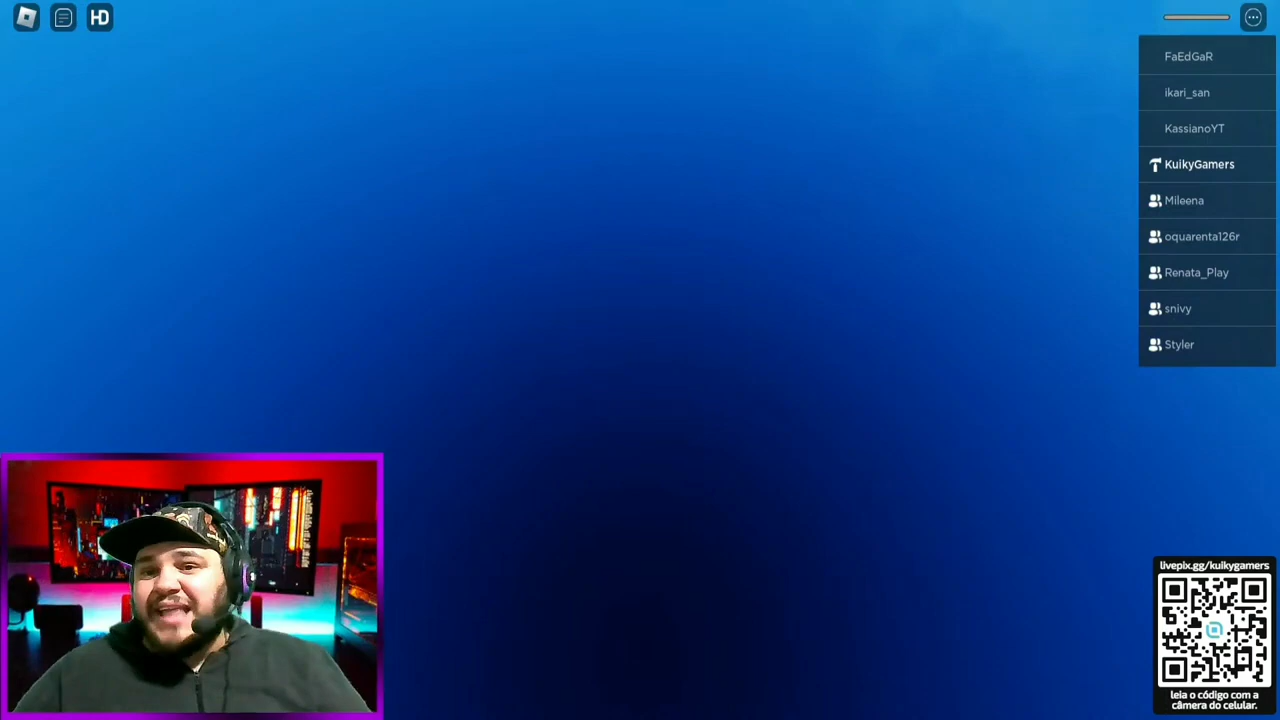 HD
FaEdGaR
ikari_san
KassianoYT
KuikyGamers
Mileena
oquarenta126r
Renata_Play
snivy
Styler
livepix.gg/kuikygamers
leia o código com a
câmera do celular.